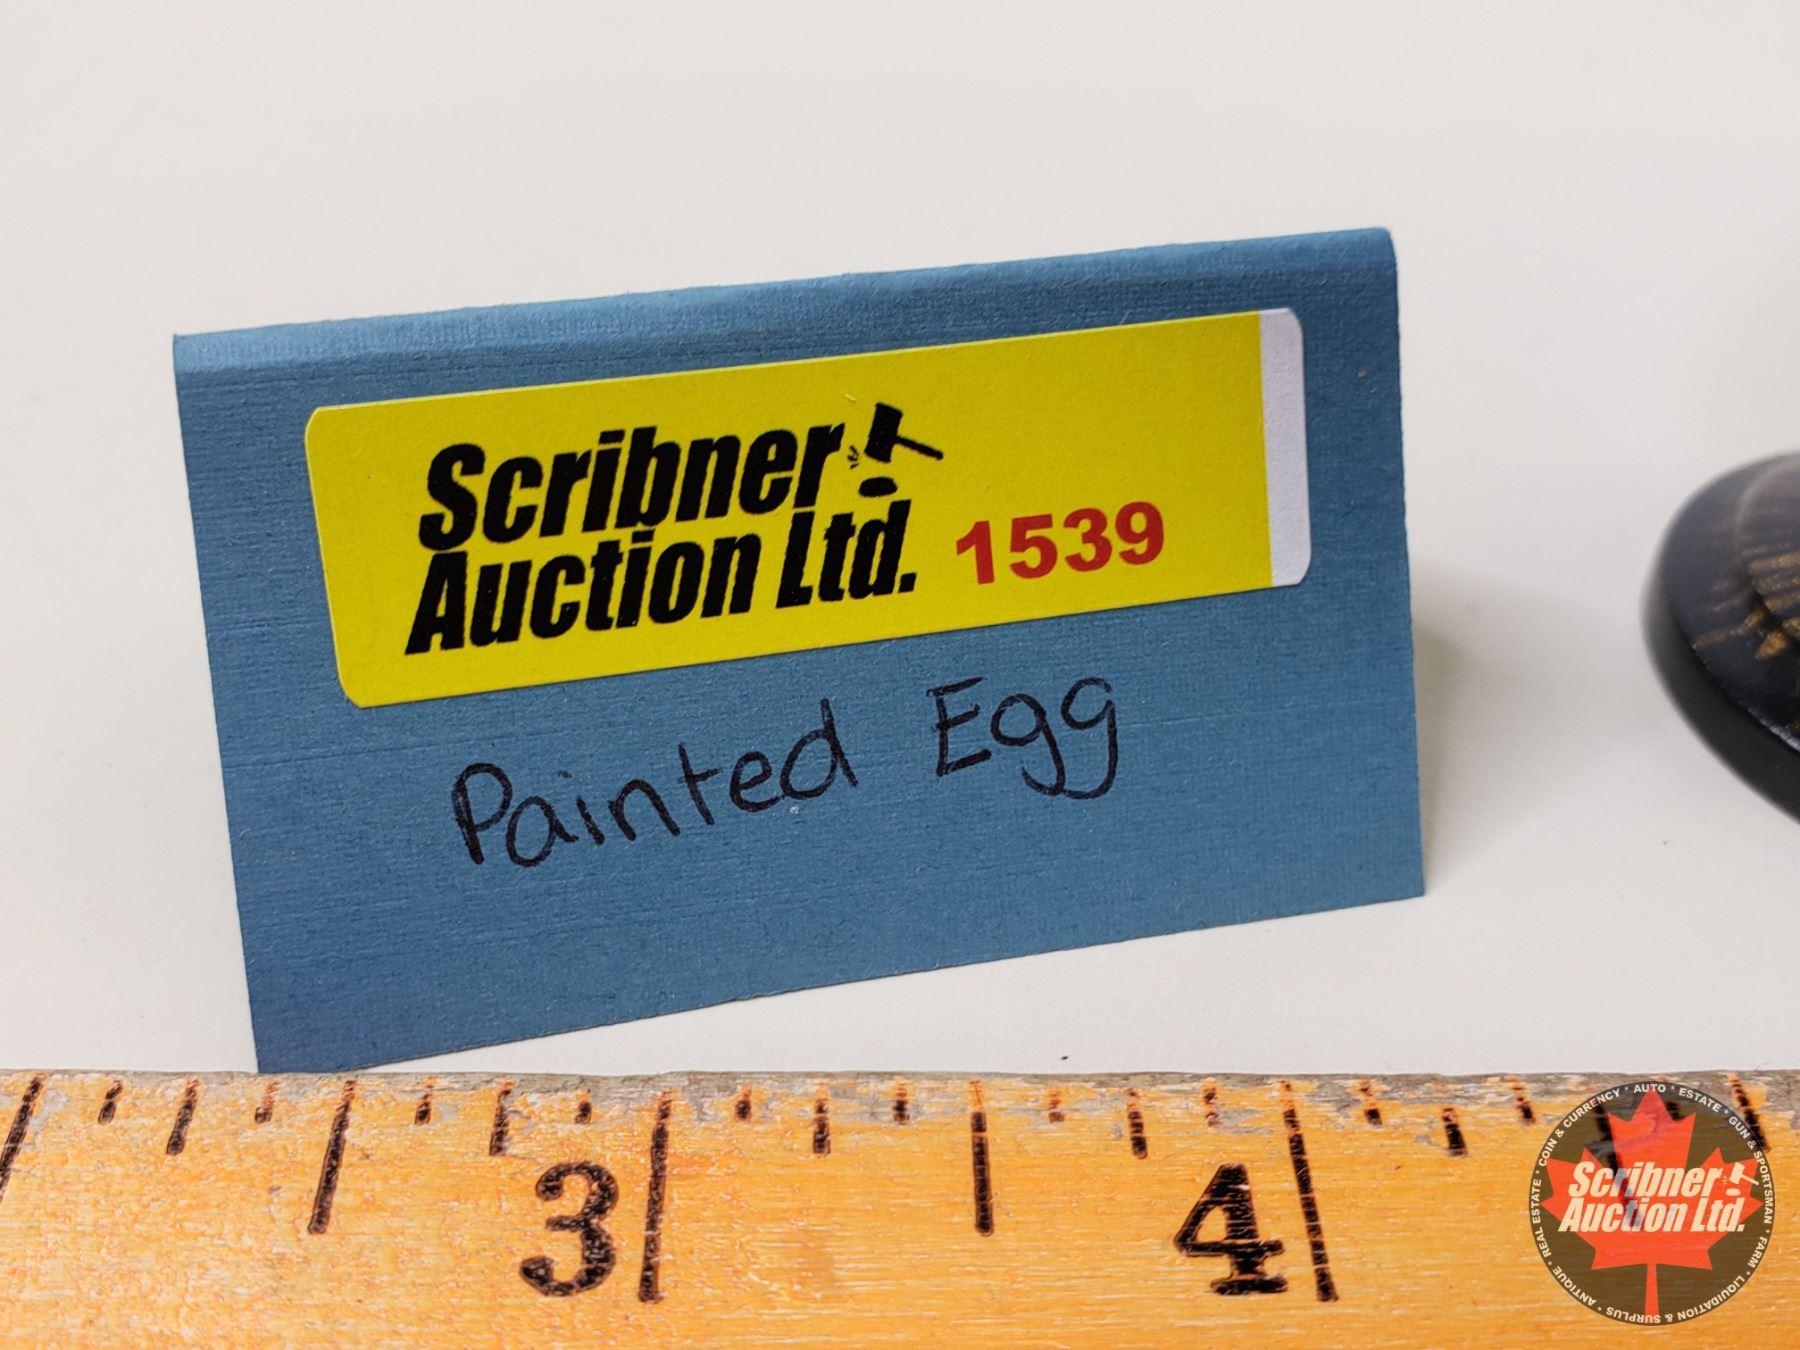 Scribner
Auction Ltd.
1539
Painted Egg
3
4
COIN & CURRENCY * AUTO * ESTATE * GUN & SPORTSMAN * FARM * LIQUIDATION & SURPLUS * ANTIQUE * REAL ESTATE *
Scribner
Auction Ltd.